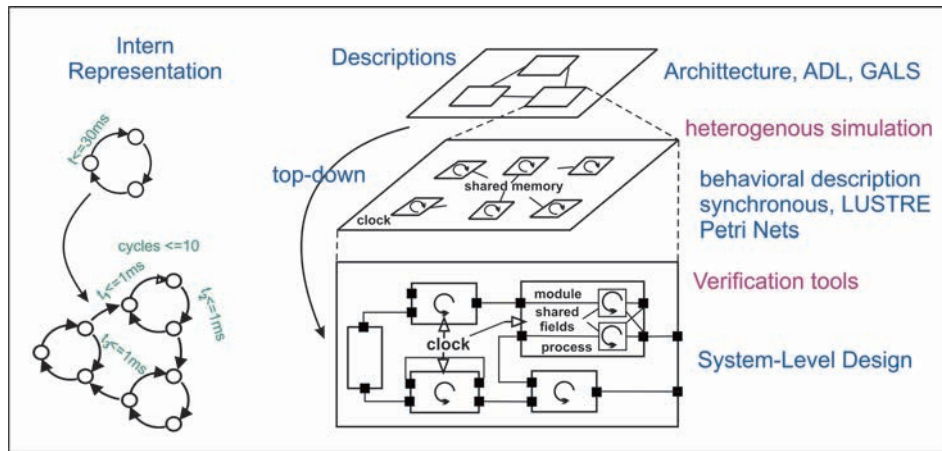 Intern
Representation
t<=30ms
cycles <=10
t1<=1ms
t2<=1ms
t3<=1ms
Descriptions
top-down
shared memory
clock
module
shared
fields
process
clock
Archittecture, ADL, GALS
heterogenous simulation
behavioral description
synchronous, LUSTRE
Petri Nets
Verification tools
System-Level Design